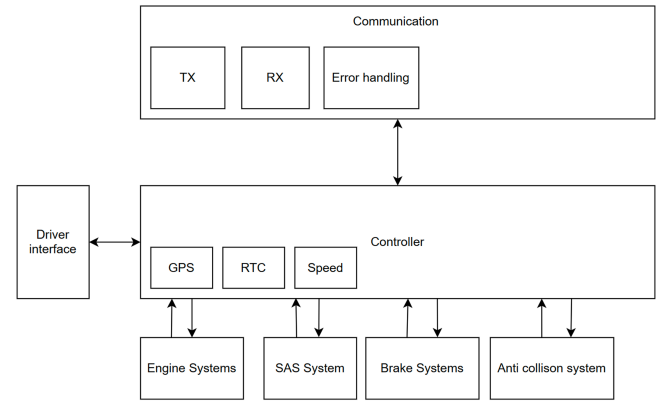 Communication
TX
RX
Error handling
Driver
interface
Controller
GPS
RTC
Speed
Engine Systems
SAS System
Brake Systems
Anti collison system